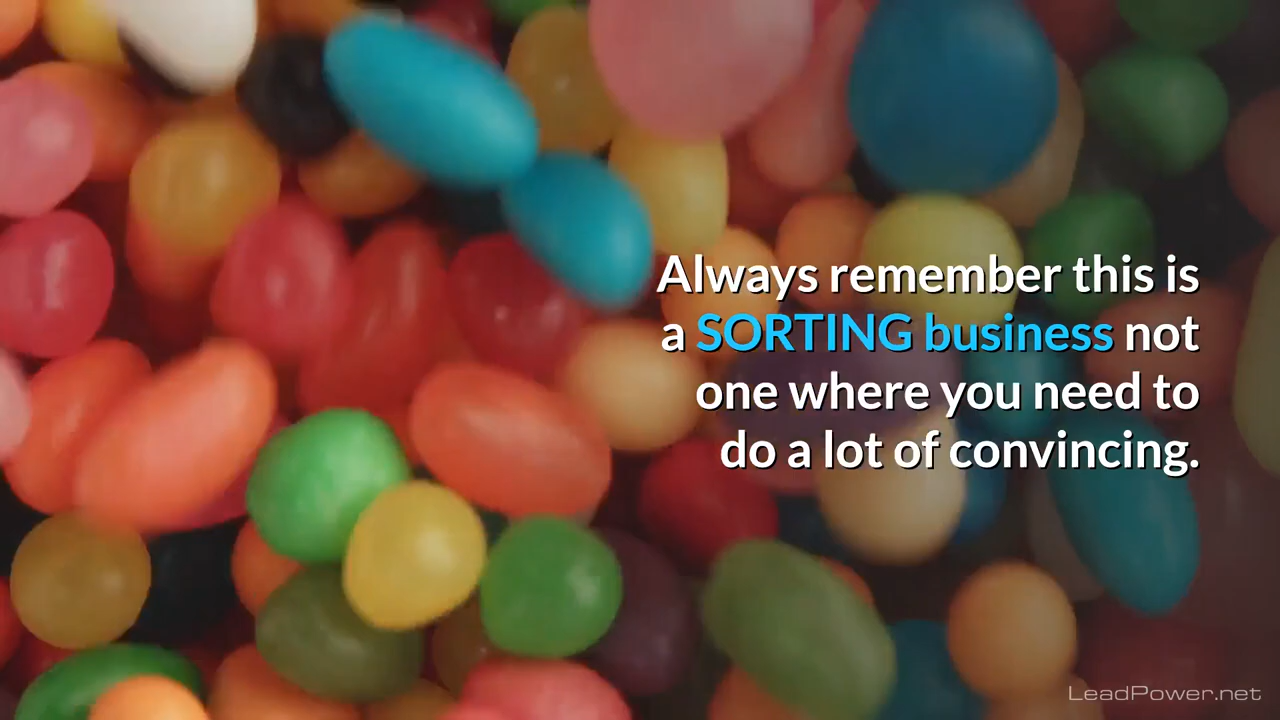 Always remember this is
a SORTING business not
one where you need to
do a lot of convincing.
LeadPower.net